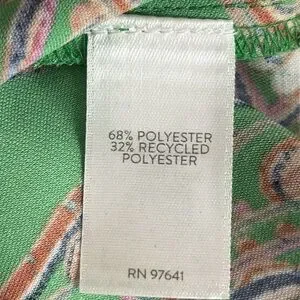 68% POLYESTER
32% RECYCLED
POLYESTER
RN 97641